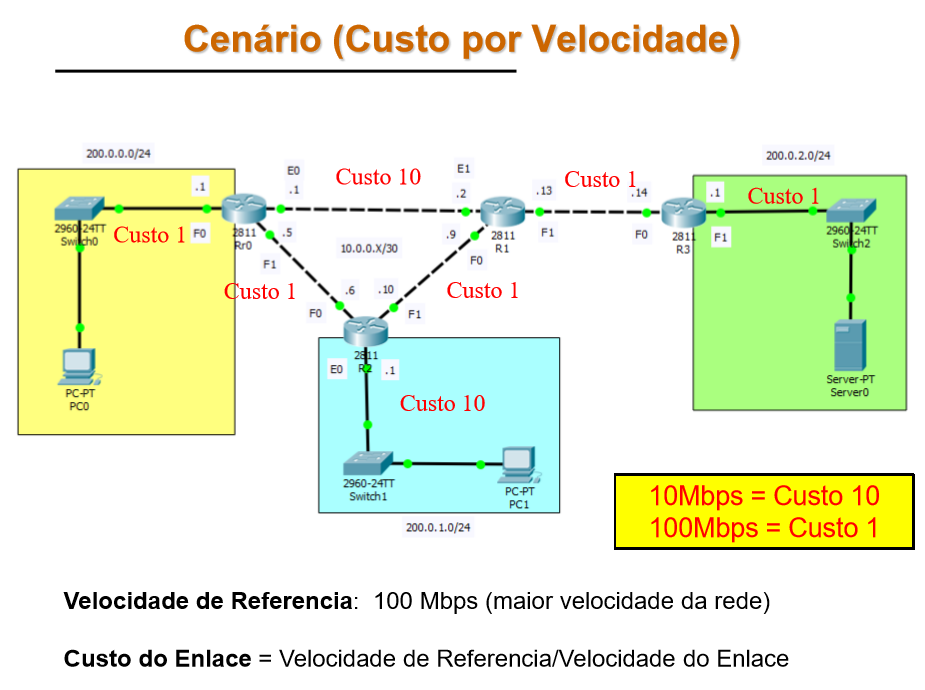 Cenário (Custo por Velocidade)
200.0.0.0/24
200.0.2.0/24
E0
Custo 10
E1
.1
.1
.2
.13
Custo 1
.14
.1
Custo 1
2960-24TT
Switch0
Custo 1
F0
2811
Rr0
.5
10.0.0.X/30
.9
2811
R1
F1
F0
2811
R3
F1
2960-24TT
Switch2
F1
F0
Custo 1
.6
.10
Custo 1
F0
F1
2811
R2
E0
.1
PC-PT
PC0
Server-PT
Server0
Custo 10
2960-24TT
Switch1
PC-PT
PC1
200.0.1.0/24
10Mbps = Custo 10
100Mbps = Custo 1
Velocidade de Referencia: 100 Mbps (maior velocidade da rede)
Custo do Enlace = Velocidade de Referencia/Velocidade do Enlace